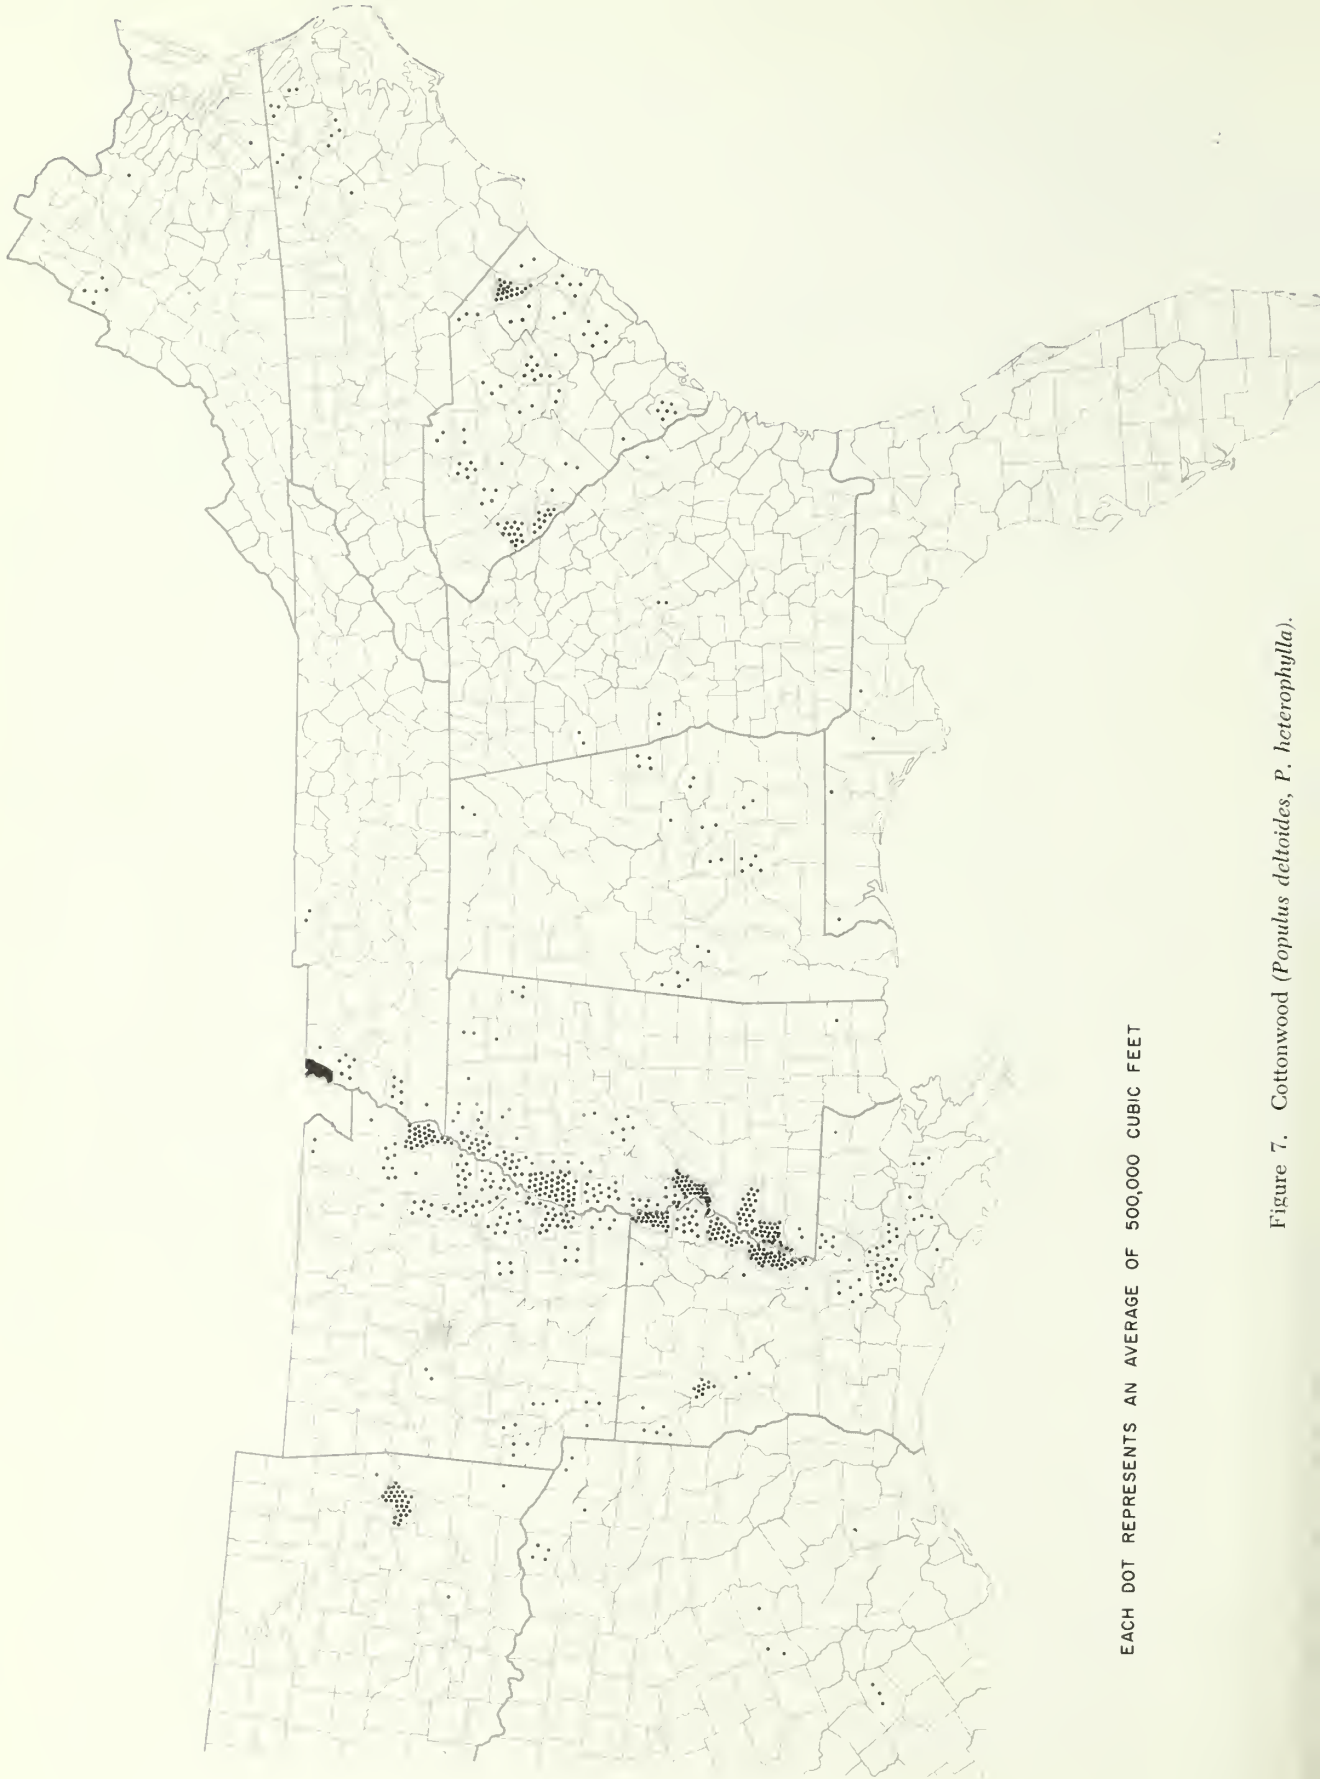 EACH DOT REPRESENTS AN AVERAGE OF 500,000 CUBIC FEET
Figure 7. Cottonwood (Populus deltoides, P. heterophylla).